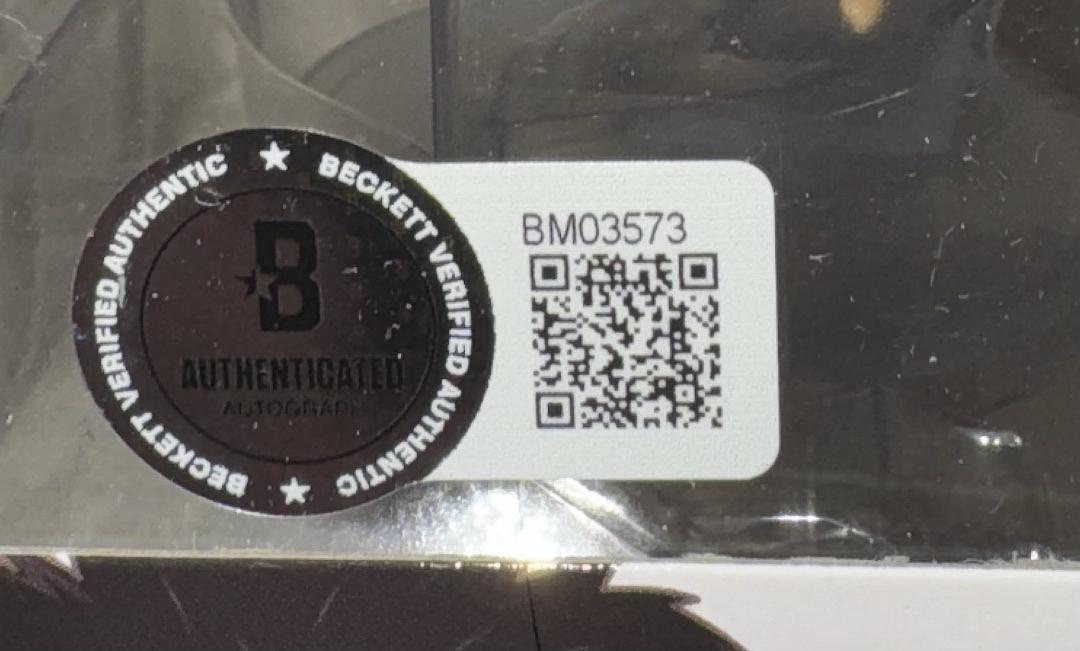 BECKETT VERIFIED AUTHENTIC ★ BECKETT VERIFIED AUTHENTIC ★
B
AUTHENTICATED
AUTOGRAPH
BM03573